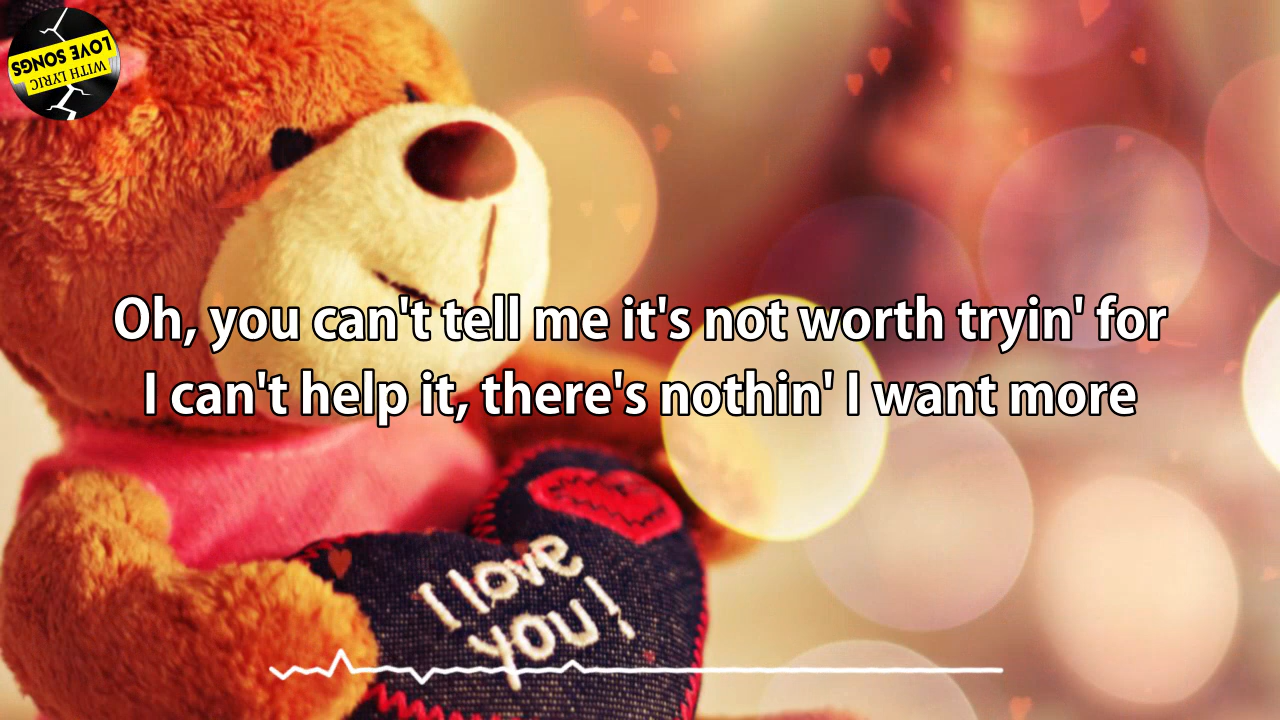 LOVE SONGS
WITH LYRIC
Oh, you can't tell me it's not worth tryin' for
I can't help it, there's nothin' I want more
I love
you!